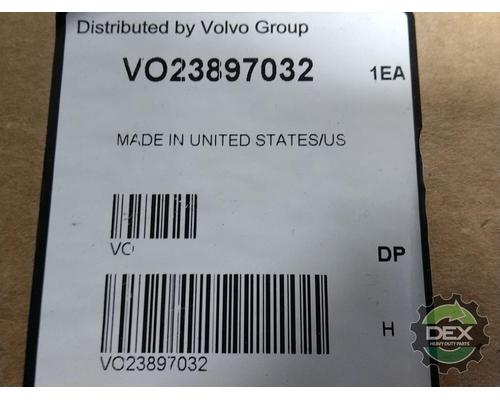 Distributed by Volvo Group
VO23897032 1EA
MADE IN UNITED STATES/US
VO
DP
H
VO23897032
DEX
HEAVY DUTY PARTS